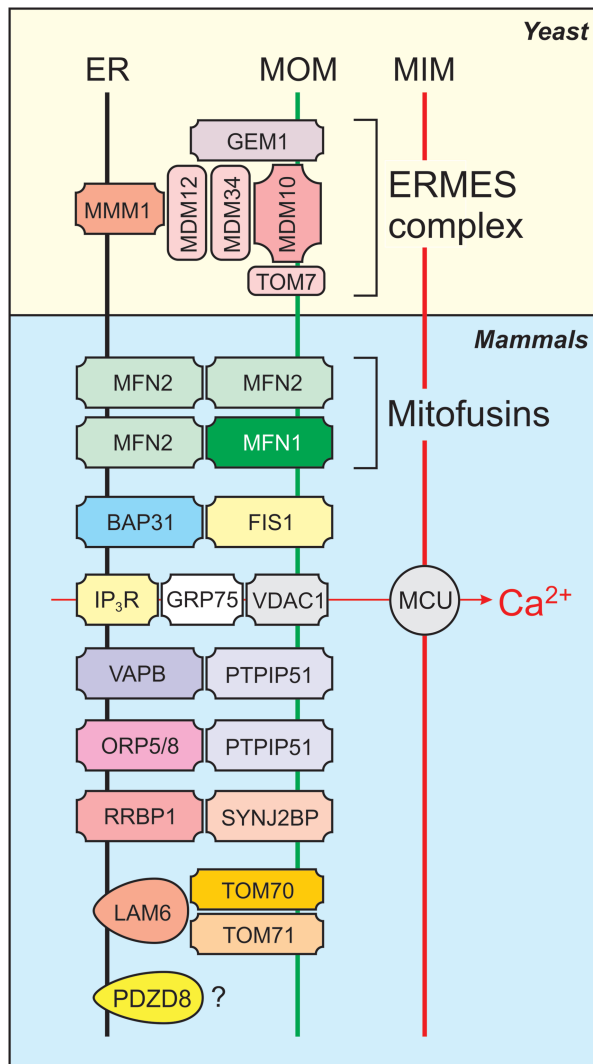 Yeast
ER MOM MIM
GEM1
MMM1 MDM12 MDM34 MDM10
ERMES
complex
TOM7
Mammals
MFN2 MFN2
Mitofusins
MFN2 MFN1
BAP31 FIS1
IP₃R GRP75 VDAC1 MCU Ca²⁺
VAPB PTPIP51
ORP5/8 PTPIP51
RRBP1 SYNJ2BP
TOM70
LAM6
TOM71
PDZD8 ?